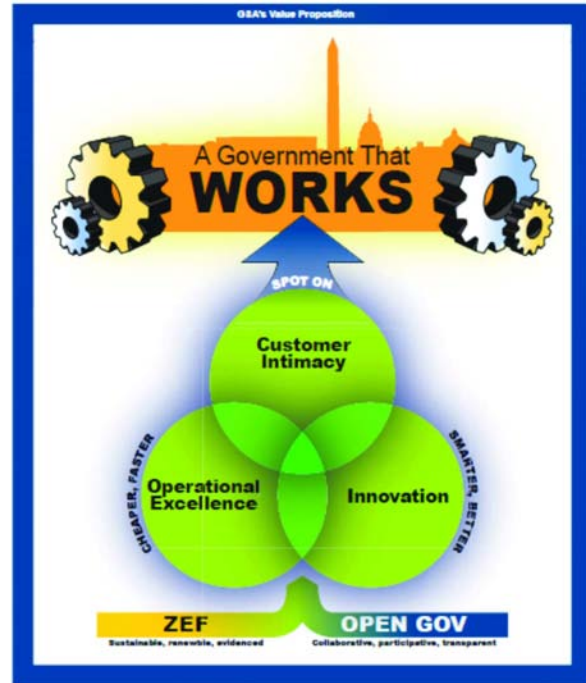 GSA's Value Proposition
A Government That
WORKS
SPOT ON
Customer
Intimacy
CHEAPER, FASTER
Operational
Excellence
Innovation
SMARTER, BETTER
ZEF
Sustainable, renewable, evidenced
OPEN GOV
Collaborative, participative, transparent